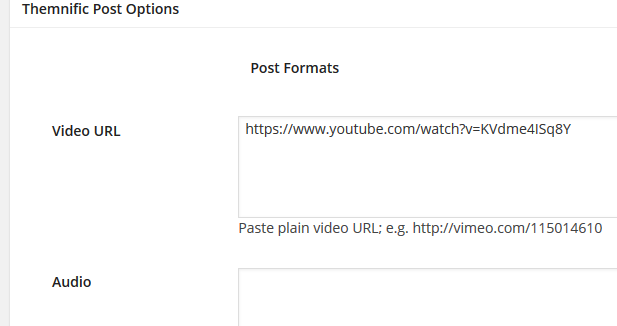 Themnific Post Options
Post Formats
Video URL
https://www.youtube.com/watch?v=KVdme4ISq8Y
Paste plain video URL; e.g. http://vimeo.com/115014610
Audio